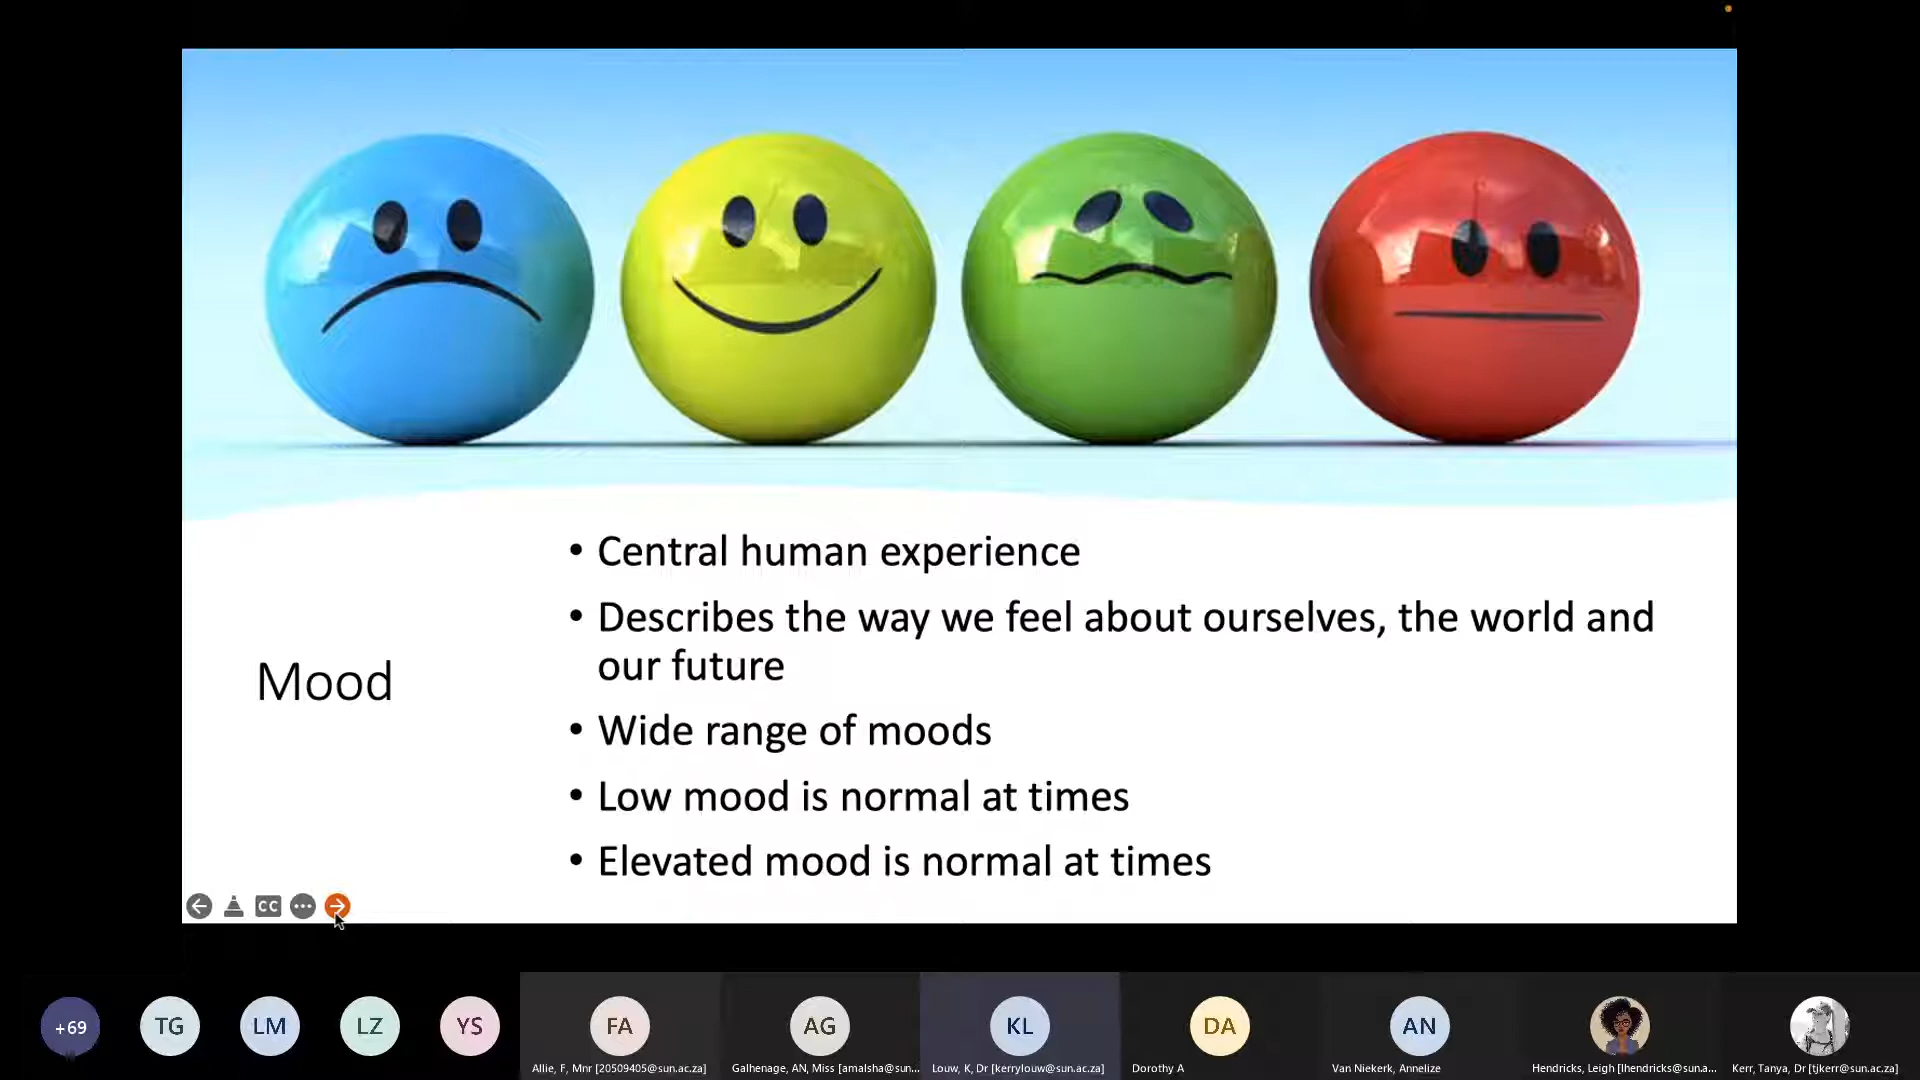 Mood
• Central human experience
• Describes the way we feel about ourselves, the world and
our future
• Wide range of moods
• Low mood is normal at times
• Elevated mood is normal at times
CC
+69
TG
LM
LZ
YS
FA
AG
KL
DA
AN
Allie, F, Mnr [20509405@sun.ac.za]
Galhenage, AN, Miss [amalsha@sun...
Louw, K, Dr [kerrylouw@sun.ac.za]
Dorothy A
Van Niekerk, Annelize
Hendricks, Leigh [lhendricks@sun.a...
Kerr, Tanya, Dr [tjkerr@sun.ac.za]